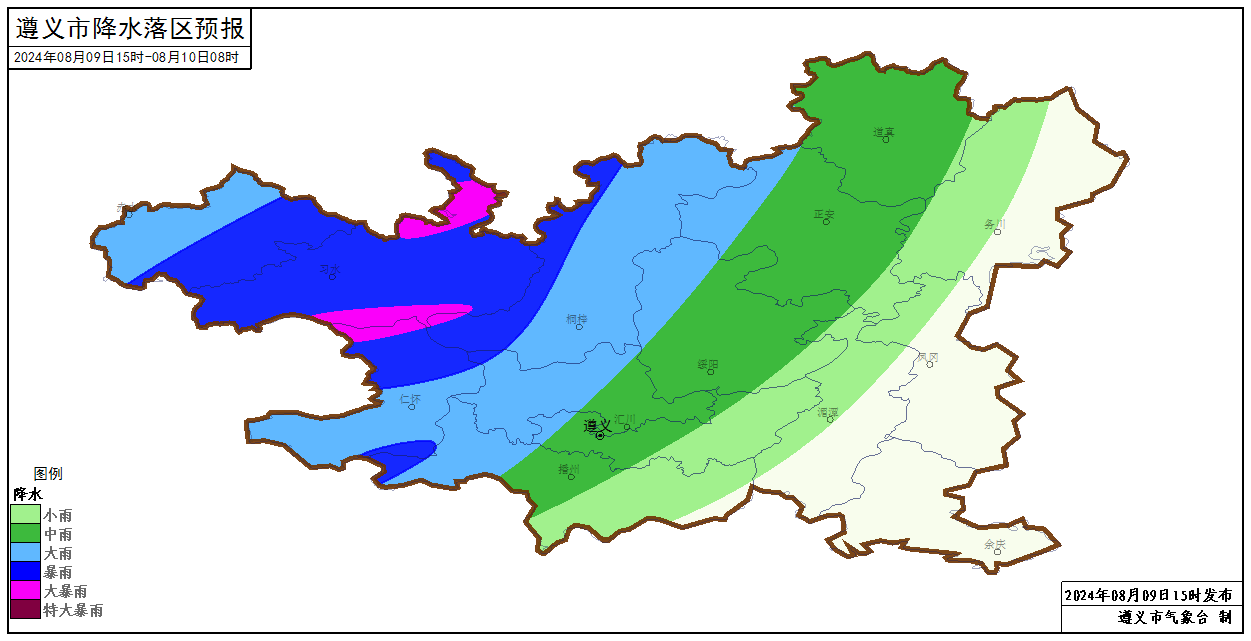 遵义市降水落区预报
2024年08月09日15时-08月10日08时
道真
赤水
正安
务川
习水
桐梓
凤冈
绥阳
仁怀
湄潭
汇川
遵义
播州
余庆
图例
降水
小雨
中雨
大雨
暴雨
大暴雨
特大暴雨
2024年08月09日15时发布
遵义市气象台 制